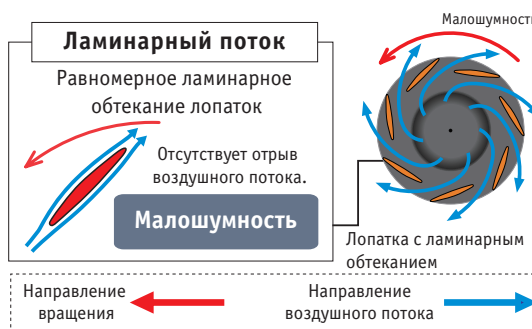 Ламинарный поток
Равномерное ламинарное
обтекание лопаток
Отсутствует отрыв
воздушного потока.
Малошумность
Малошумность
Лопатка с ламинарным
обтеканием
Направление
вращения
Направление
воздушного потока